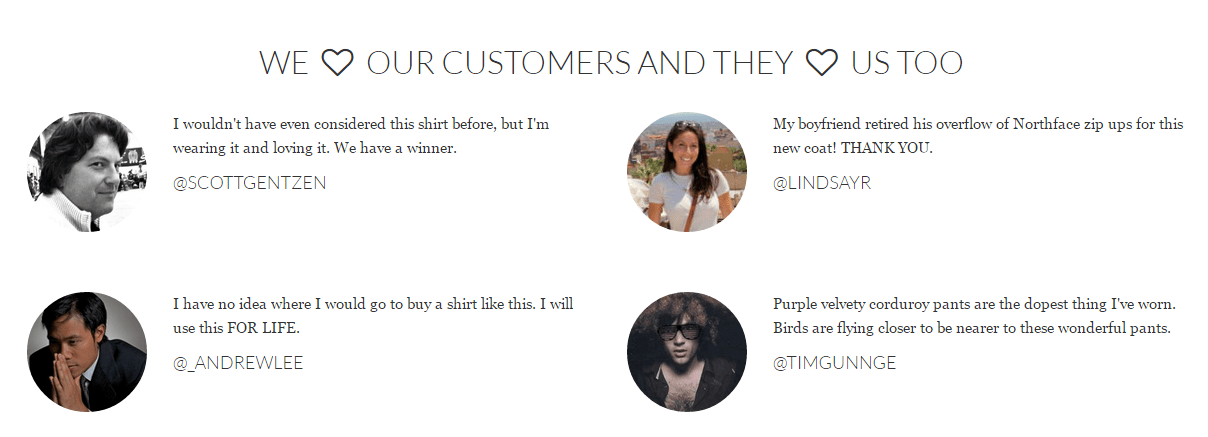 WE ♡ OUR CUSTOMERS AND THEY ♡ US TOO
I wouldn't have even considered this shirt before, but I'm
wearing it and loving it. We have a winner.
@SCOTTGENTZEN
My boyfriend retired his overflow of Northface zip ups for this
new coat! THANK YOU.
@LINDSAYR
I have no idea where I would go to buy a shirt like this. I will
use this FOR LIFE.
@_ANDREWLEE
Purple velvety corduroy pants are the dopest thing I've worn.
Birds are flying closer to be nearer to these wonderful pants.
@TIMGUNNGE